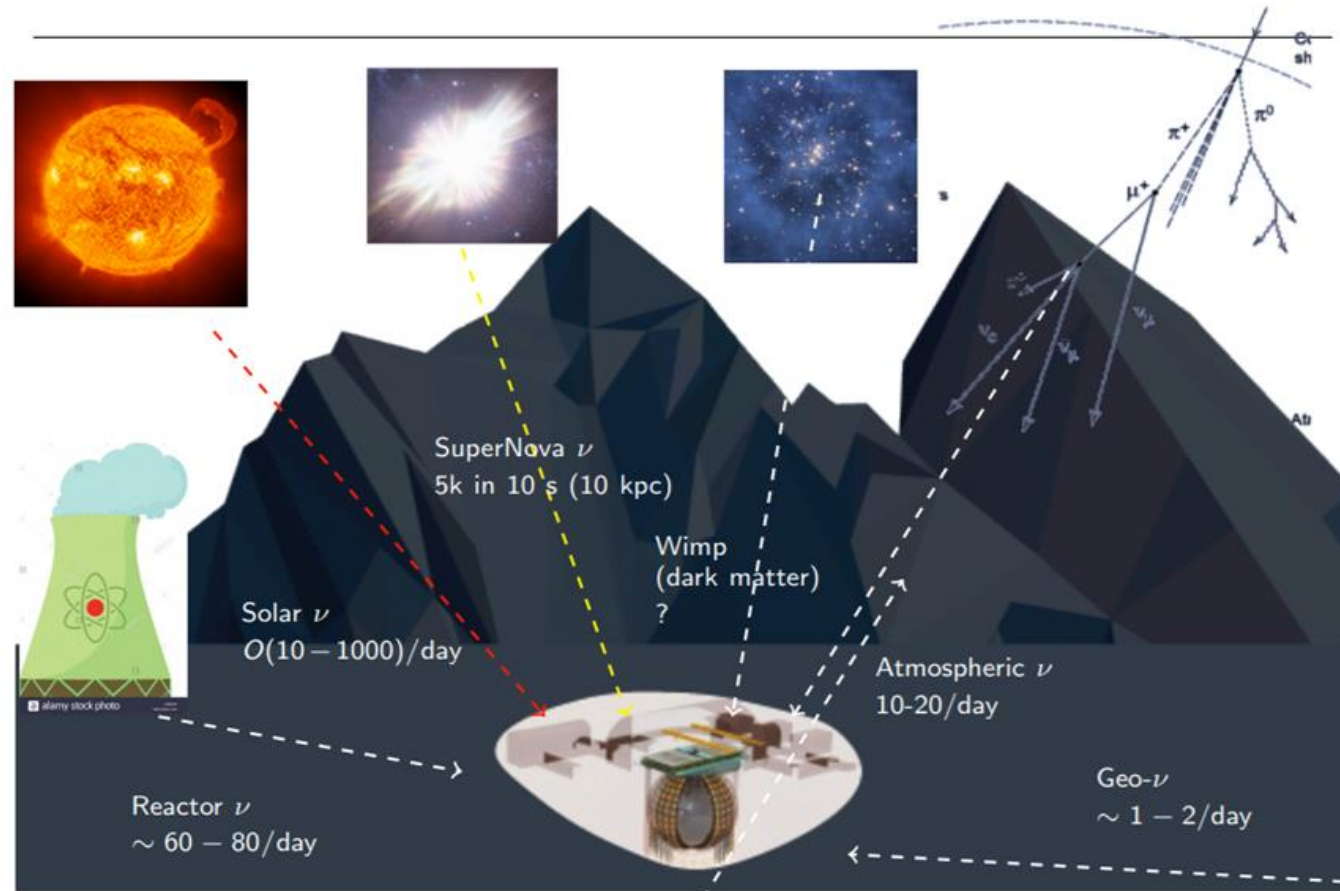 π⁰
π⁺
μ⁺
s
SuperNova ν
5k in 10 s (10 kpc)
Wimp
(dark matter)
?
Solar ν
O(10 − 1000)/day
Atmospheric ν
10-20/day
alamy stock photo
Reactor ν
∼ 60 − 80/day
Geo-ν
∼ 1 − 2/day